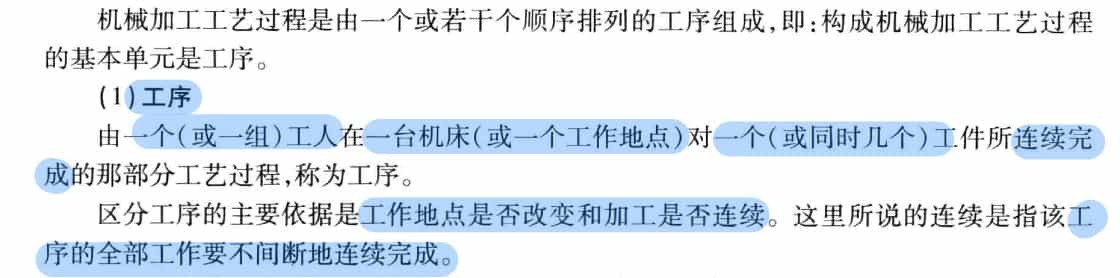 机械加工工艺过程是由一个或若干个顺序排列的工序组成,即:构成机械加工工艺过程
的基本单元是工序。
(1)工序
由一个(或一组)工人在一台机床(或一个工作地点)对一个(或同时几个)工件所连续完
成的那部分工艺过程,称为工序。
区分工序的主要依据是工作地点是否改变和加工是否连续。这里所说的连续是指该工
序的全部工作要不间断地连续完成。